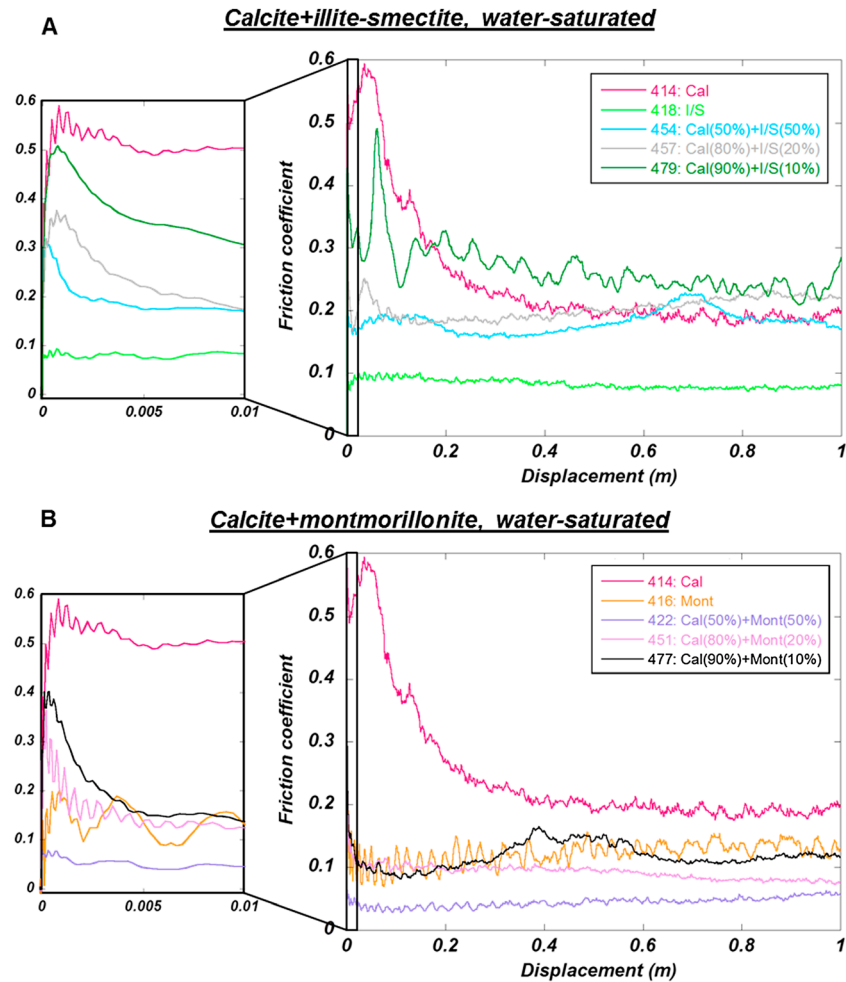 A
Calcite+illite-smectite, water-saturated
0.6
0.5
0.4
0.3
0.2
0.1
0
0
0.005
0.01
Friction coefficient
0.6
0.5
0.4
0.3
0.2
0.1
0
414: Cal
418: I/S
454: Cal(50%)+I/S(50%)
457: Cal(80%)+I/S(20%)
479: Cal(90%)+I/S(10%)
0
0.2
0.4
0.6
0.8
1
Displacement (m)
B
Calcite+montmorillonite, water-saturated
0.6
0.5
0.4
0.3
0.2
0.1
0
0
0.005
0.01
Friction coefficient
0.6
0.5
0.4
0.3
0.2
0.1
0
414: Cal
416: Mont
422: Cal(50%)+Mont(50%)
451: Cal(80%)+Mont(20%)
477: Cal(90%)+Mont(10%)
0
0.2
0.4
0.6
0.8
1
Displacement (m)